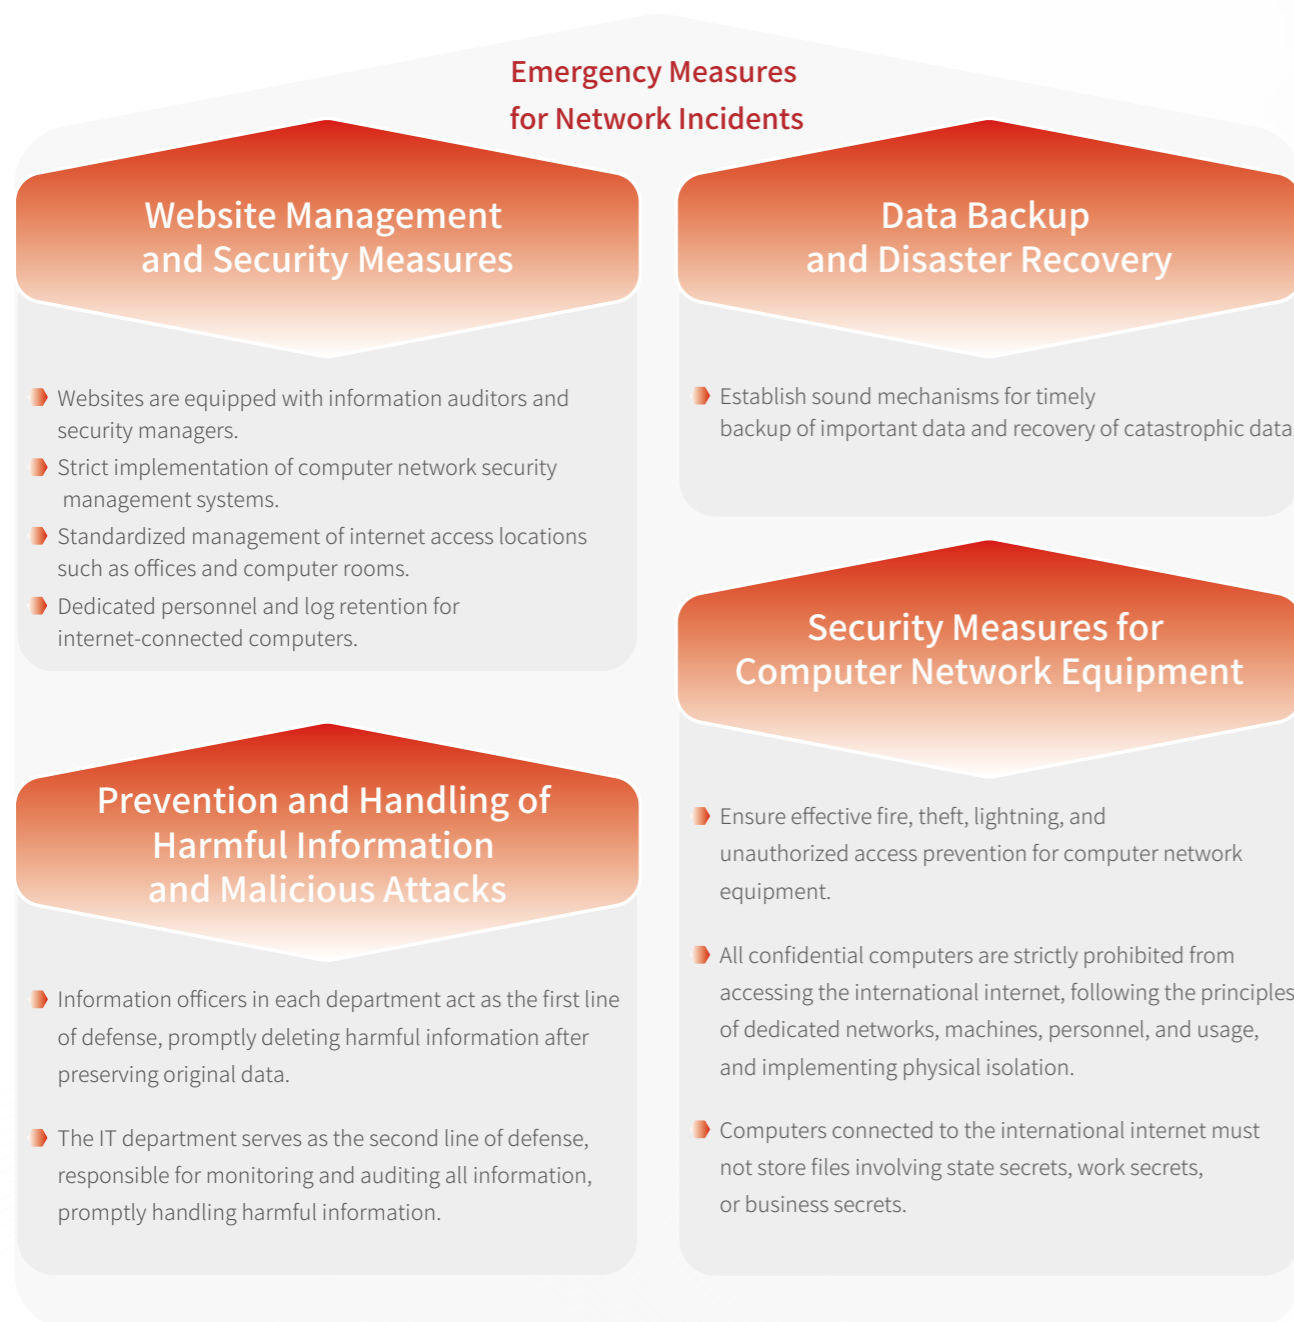 Emergency Measures
for Network Incidents
Website Management
and Security Measures
Websites are equipped with information auditors and
security managers.
Strict implementation of computer network security
management systems.
Standardized management of internet access locations
such as offices and computer rooms.
Dedicated personnel and log retention for
internet-connected computers.
Data Backup
and Disaster Recovery
Establish sound mechanisms for timely
backup of important data and recovery of catastrophic data
Prevention and Handling of
Harmful Information
and Malicious Attacks
Information officers in each department act as the first line
of defense, promptly deleting harmful information after
preserving original data.
The IT department serves as the second line of defense,
responsible for monitoring and auditing all information,
promptly handling harmful information.
Security Measures for
Computer Network Equipment
Ensure effective fire, theft, lightning, and
unauthorized access prevention for computer network
equipment.
All confidential computers are strictly prohibited from
accessing the international internet, following the principles
of dedicated networks, machines, personnel, and usage,
and implementing physical isolation.
Computers connected to the international internet must
not store files involving state secrets, work secrets,
or business secrets.